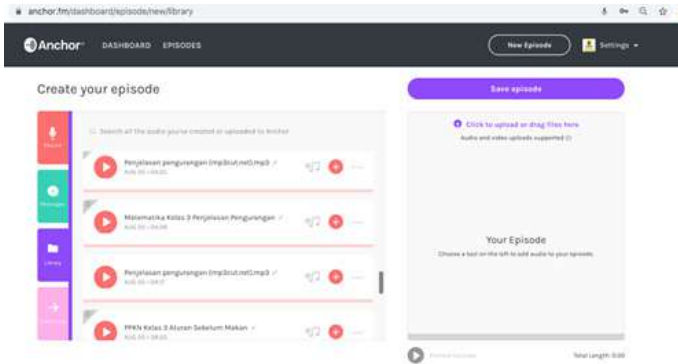 anchor.fm/dashboard/episode/new/library
Anchor
DASHBOARD
EPISODES
New Episode
Settings
Create your episode
Save episode
Record
Messages
Library
Search all the audio you've created or uploaded to Anchor
Penjelasan pengurangan (mp3cut.net).mp3
Matematika Kelas 3 Penjelasan Pengurangan
Penjelasan pengurangan (mp3cut.net).mp3
PPKN Kelas 3 Aturan Sebelum Makan
Click to upload or drag files here
Audio and video uploads supported
Your Episode
Choose a tool on the left to add audio to your episode.
Total Length: 0:00